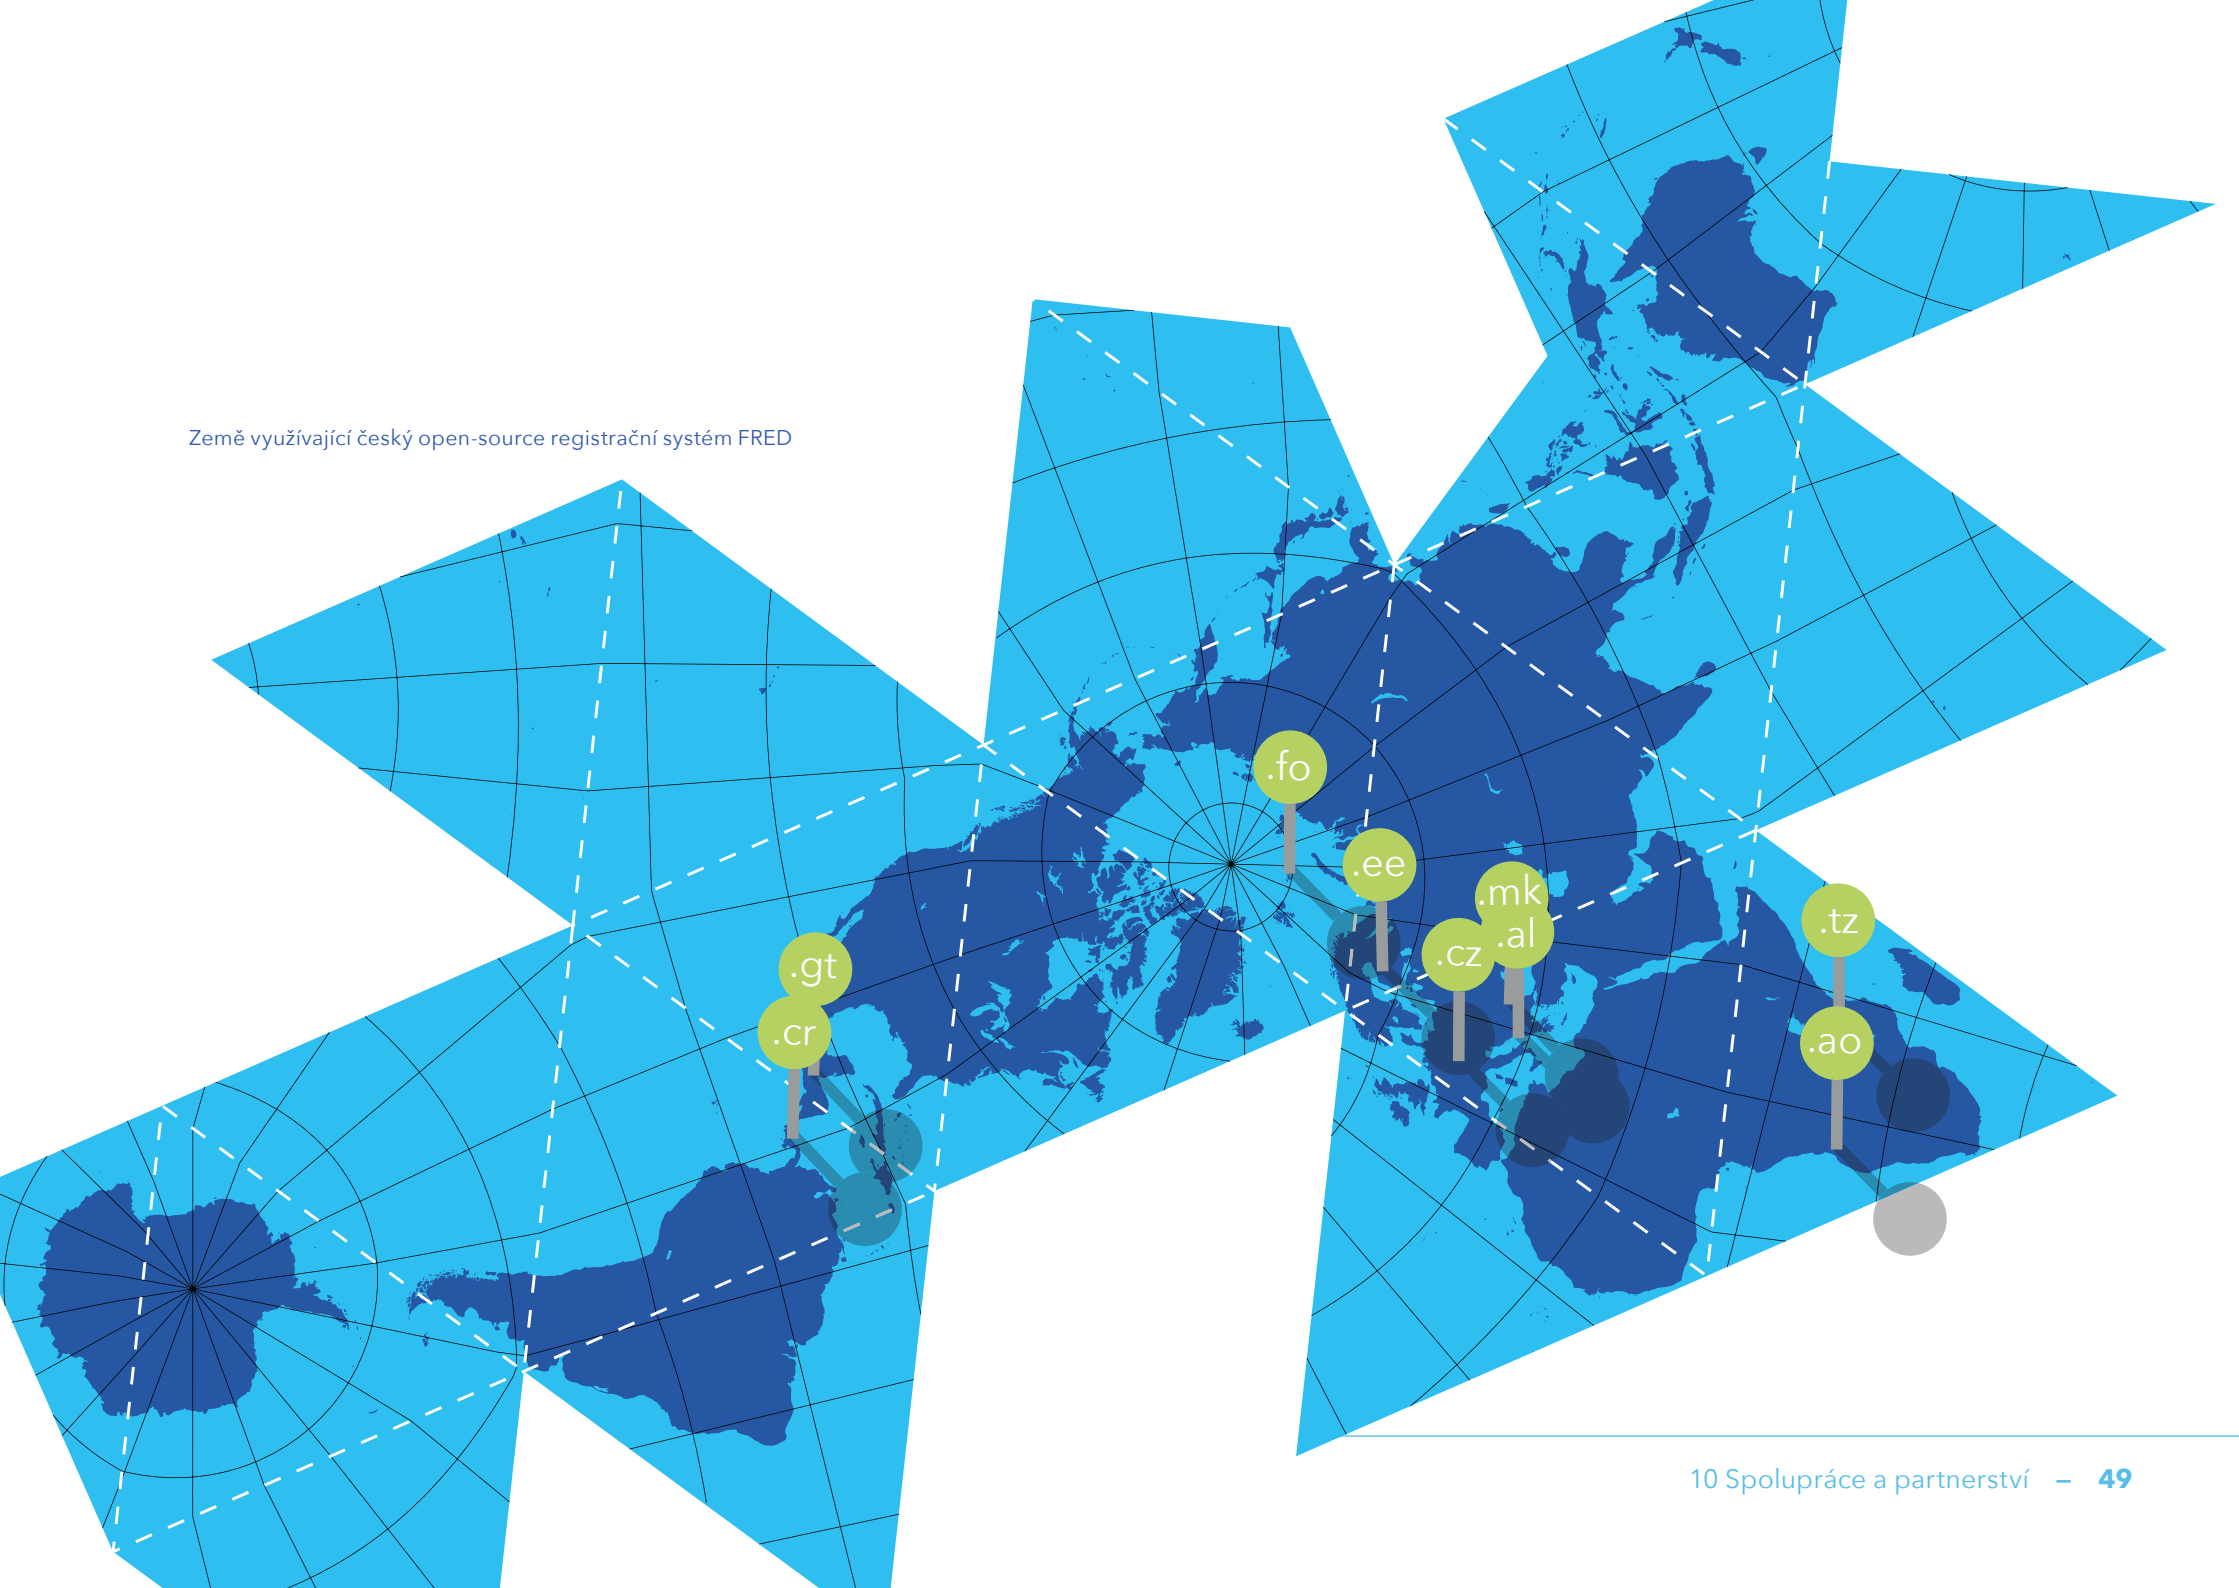 Země využívající český open-source registrační systém FRED
.fo
.ee
.mk
.al
.cz
.tz
.ao
.gt
.cr
10 Spolupráce a partnerství – 49